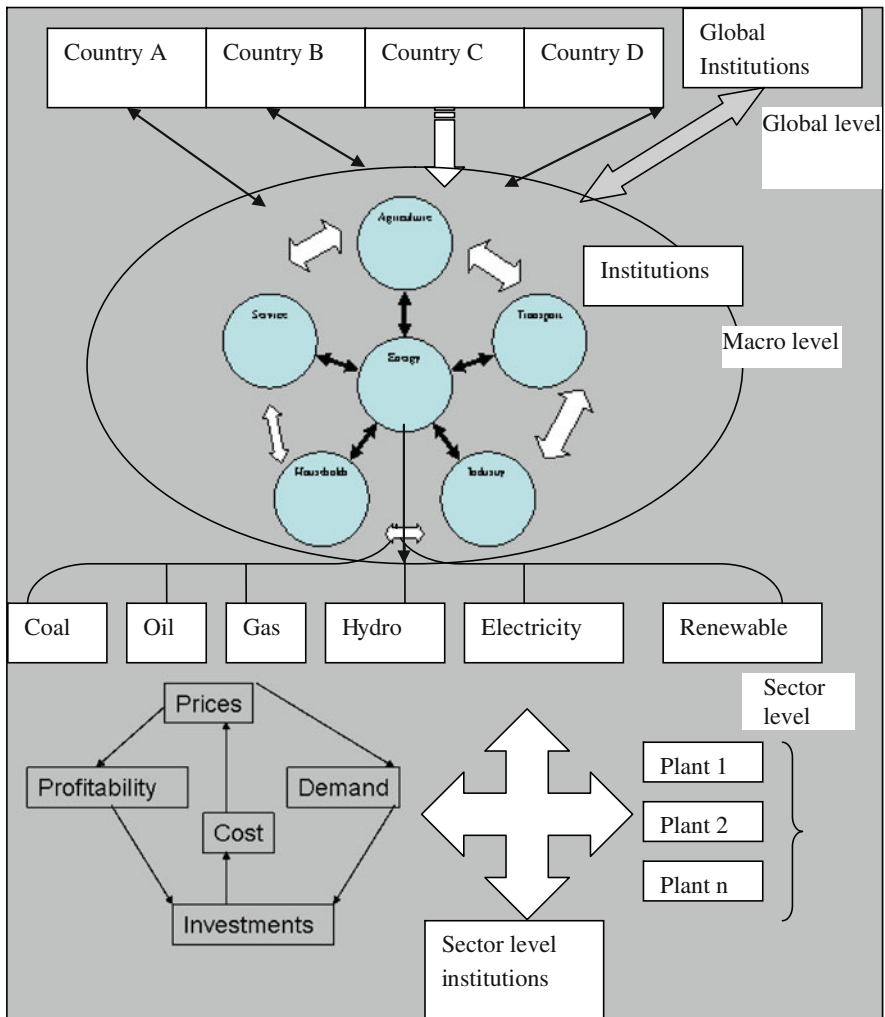 Country A
Country B
Country C
Country D
Global
Institutions
Global level
Agriculture
Institutions
Service
Transport
Macro level
Energy
Households
Industry
Coal
Oil
Gas
Hydro
Electricity
Renewable
Prices
Sector
level
Profitability
Demand
Plant 1
Cost
Plant 2
Plant n
Investments
Sector level
institutions